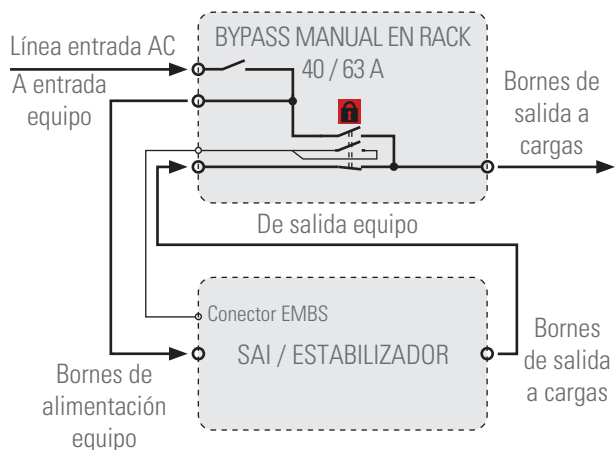 Línea entrada AC
A entrada
equipo
BYPASS MANUAL EN RACK
40 / 63 A
Bornes
de
salida a
cargas
De salida equipo
Conector EMBS
SAI / ESTABILIZADOR
Bornes de
alimentación
equipo
Bornes
de salida
a cargas